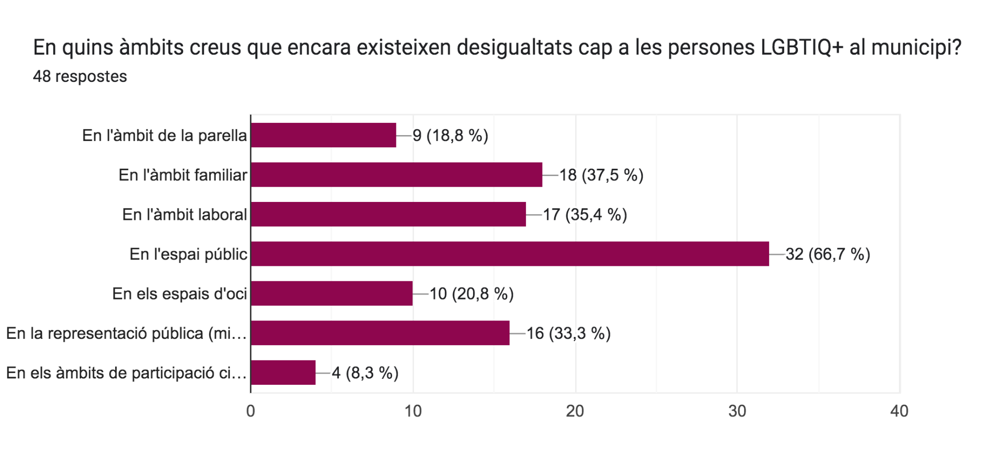 En quins àmbits creus que encara existeixen desigualtats cap a les persones LGBTIQ+ al municipi?
48 respostes
En l'àmbit de la parella 9 (18,8 %)
En l'àmbit familiar 18 (37,5 %)
En l'àmbit laboral 17 (35,4 %)
En l'espai públic 32 (66,7 %)
En els espais d'oci 10 (20,8 %)
En la representació pública (mi… 16 (33,3 %)
En els àmbits de participació ci… 4 (8,3 %)
0 10 20 30 40